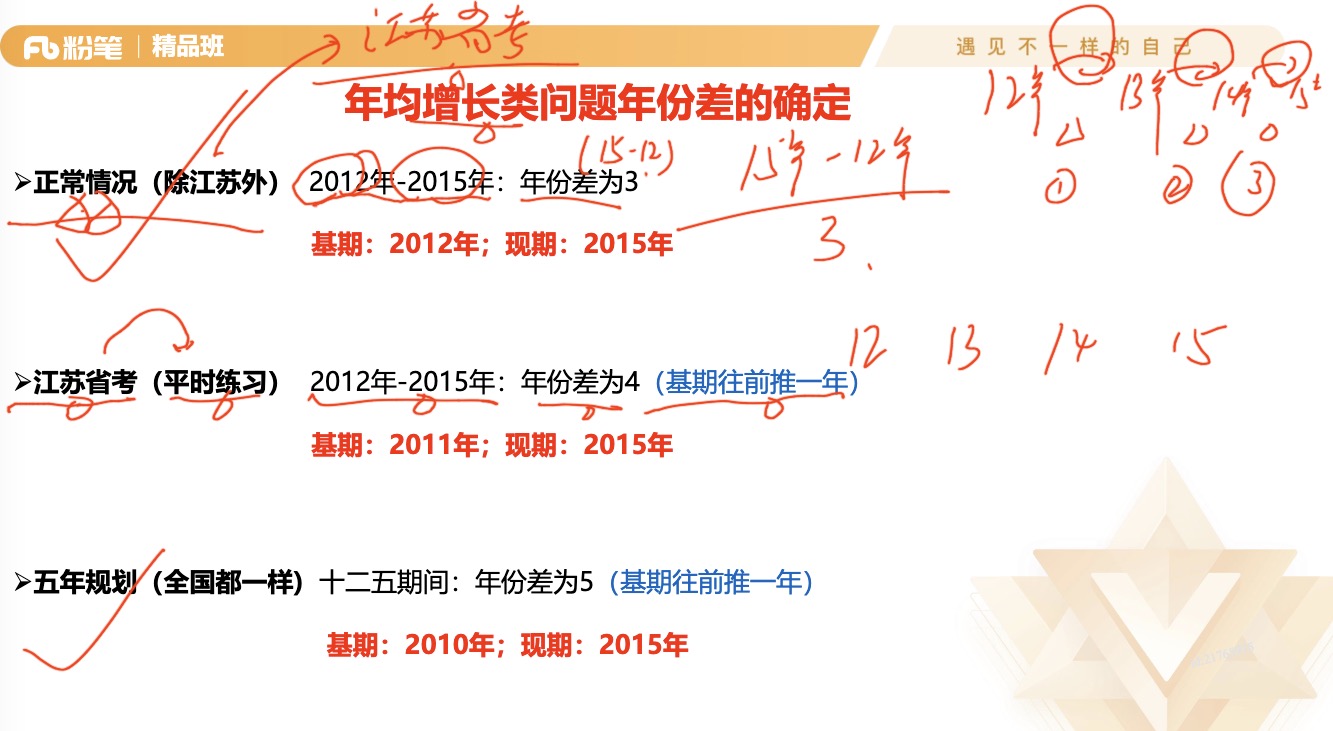 粉笔 精品班
遇见不一样的自己
江苏省考
年均增长类问题年份差的确定
12年 13年 14年 15年
(15-12)
15年-12年
3
① ② ③
➢正常情况（除江苏外） 2012年-2015年：年份差为3
基期：2012年；现期：2015年
12 13 14 15
➢江苏省考（平时练习） 2012年-2015年：年份差为4（基期往前推一年）
基期：2011年；现期：2015年
➢五年规划（全国都一样）十二五期间：年份差为5（基期往前推一年）
基期：2010年；现期：2015年